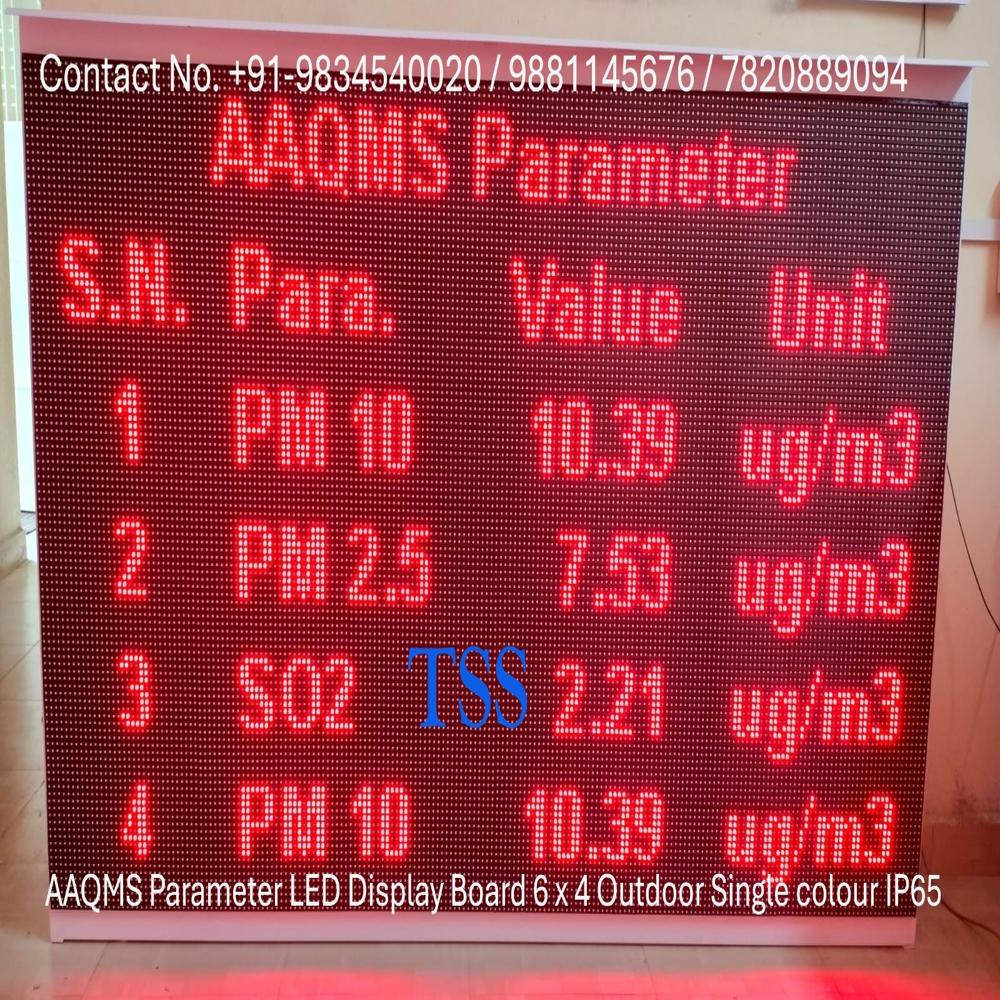 Contact No. +91-9834540020 / 9881145676 / 7820889094
AAQMS Parameter
S.N. Para. Value Unit
1 PM 10 10.39 ug/m3
2 PM 2.5 7.53 ug/m3
3 SO2 TSS 2.21 ug/m3
4 PM 10 10.39 ug/m3
AAQMS Parameter LED Display Board 6 x 4 Outdoor Single colour IP65